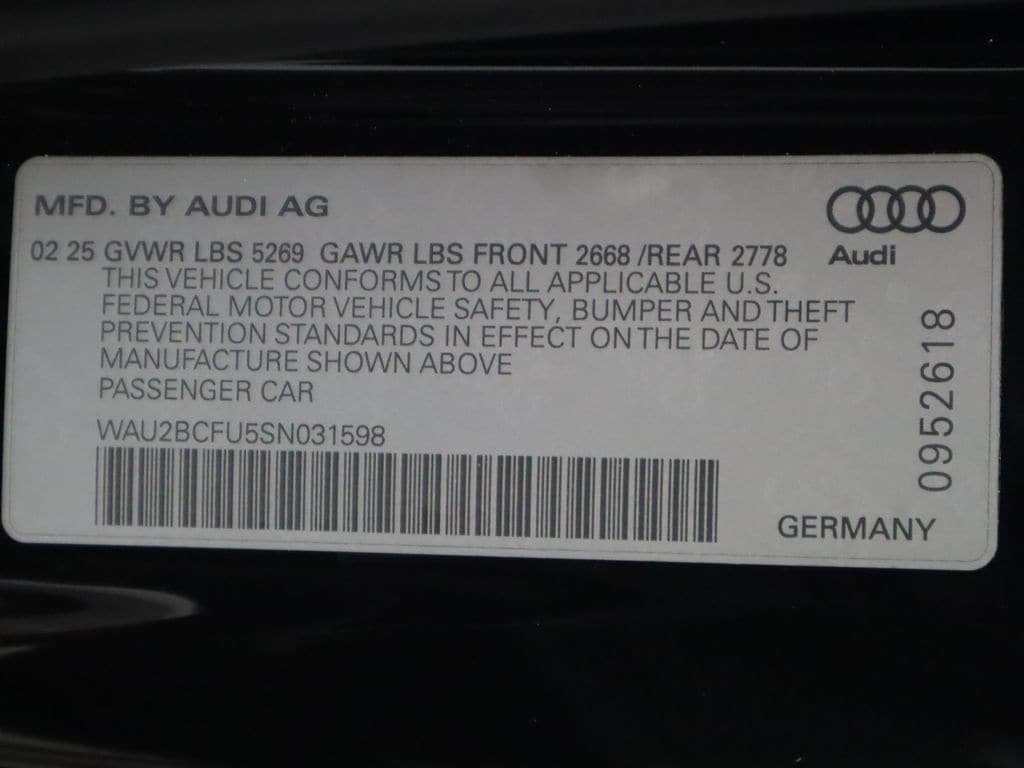 MFD. BY AUDI AG
02 25 GVWR LBS 5269 GAWR LBS FRONT 2668 /REAR 2778
THIS VEHICLE CONFORMS TO ALL APPLICABLE U.S.
FEDERAL MOTOR VEHICLE SAFETY, BUMPER AND THEFT
PREVENTION STANDARDS IN EFFECT ON THE DATE OF
MANUFACTURE SHOWN ABOVE
PASSENGER CAR
WAU2BCFU5SN031598
Audi
0952618
GERMANY